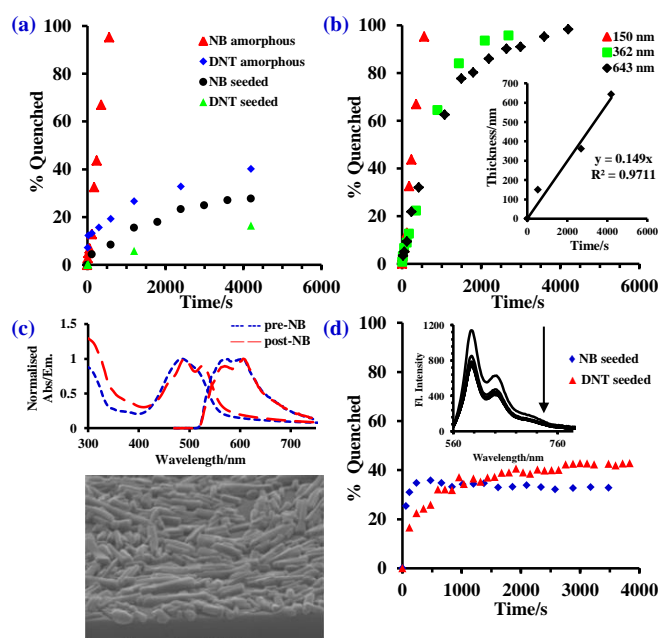 (a)
NB amorphous
DNT amorphous
NB seeded
DNT seeded
100
80
60
40
20
0
% Quenched
0 2000 4000 6000
Time/s
(b)
150 nm
362 nm
643 nm
100
80
60
40
20
0
% Quenched
0 1000 2000 3000 4000 5000 6000
Time/s
800
700
600
500
400
300
200
100
0
Thickness/nm
y = 0.149x
R² = 0.9711
0 2000 4000 6000
Time/s
(c)
pre-NB
post-NB
1.5
1
0.5
0
Normalised
Abs/Em.
300 400 500 600 700
Wavelength/nm
(d)
NB seeded
DNT seeded
100
80
60
40
20
0
% Quenched
0 1000 2000 3000 4000
Time/s
1200
800
400
0
Fl. Intensity
560 760
Wavelength/nm